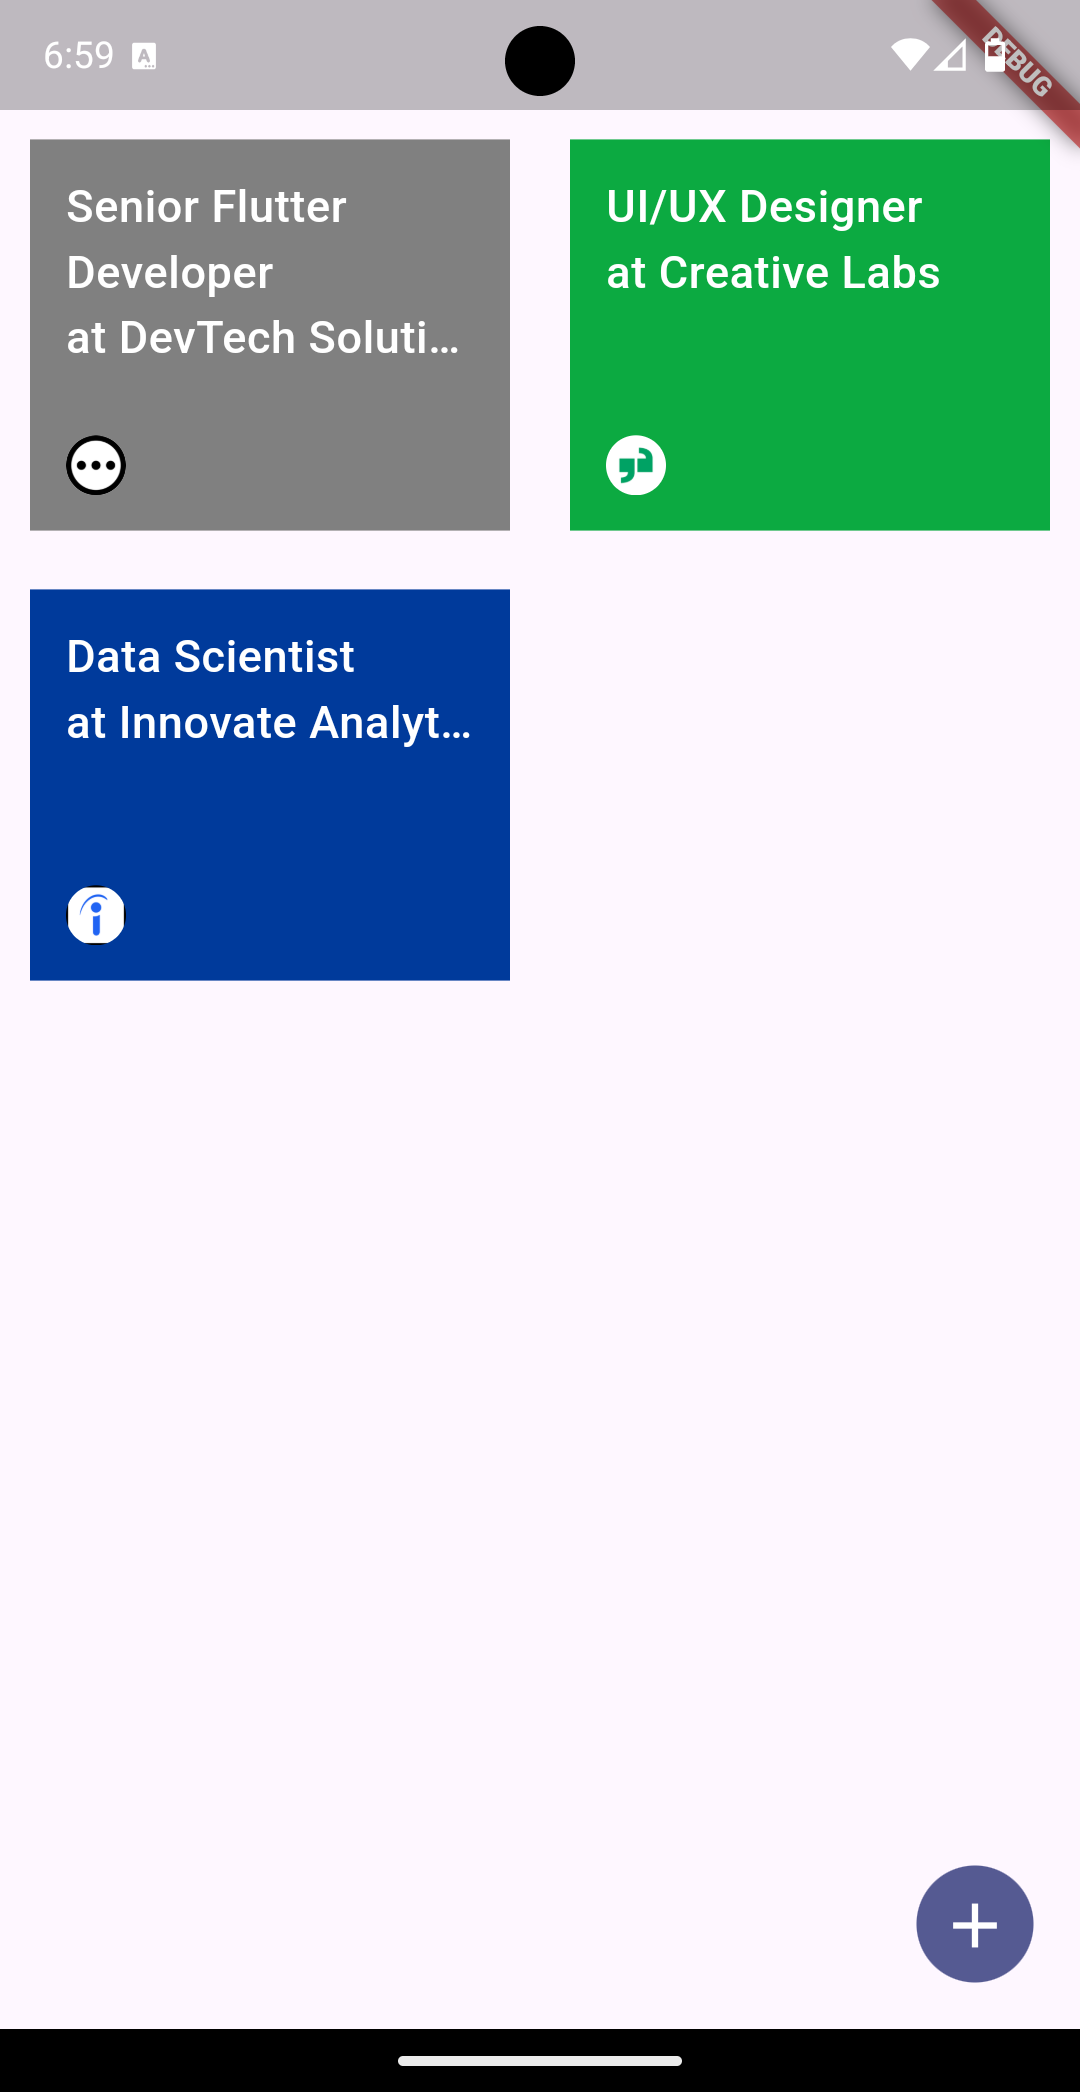 6:59
DEBUG
Senior Flutter
Developer
at DevTech Soluti...
UI/UX Designer
at Creative Labs
Data Scientist
at Innovate Analyt...